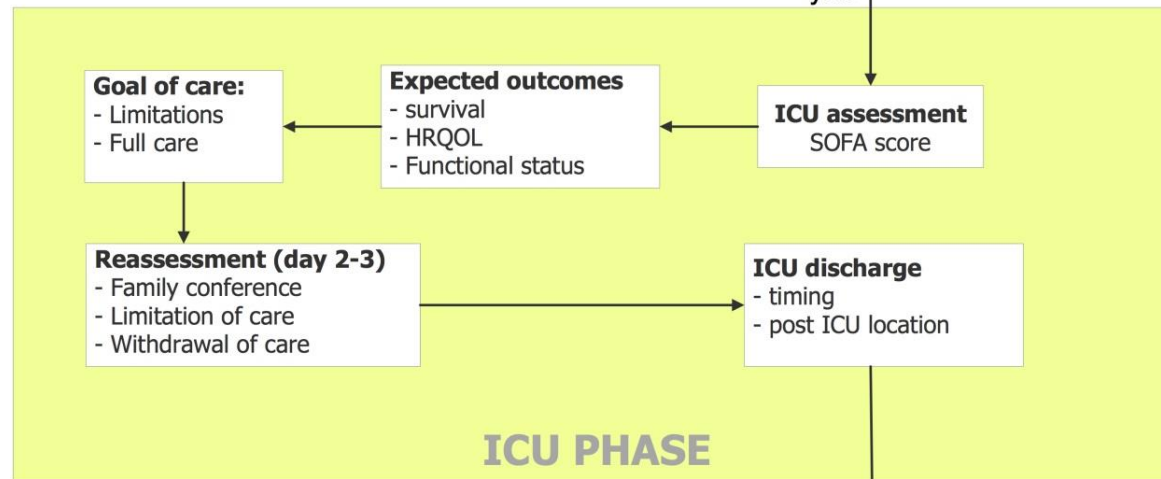 Goal of care:
- Limitations
- Full care
Expected outcomes
- survival
- HRQOL
- Functional status
ICU assessment
SOFA score
Reassessment (day 2-3)
- Family conference
- Limitation of care
- Withdrawal of care
ICU discharge
- timing
- post ICU location
ICU PHASE